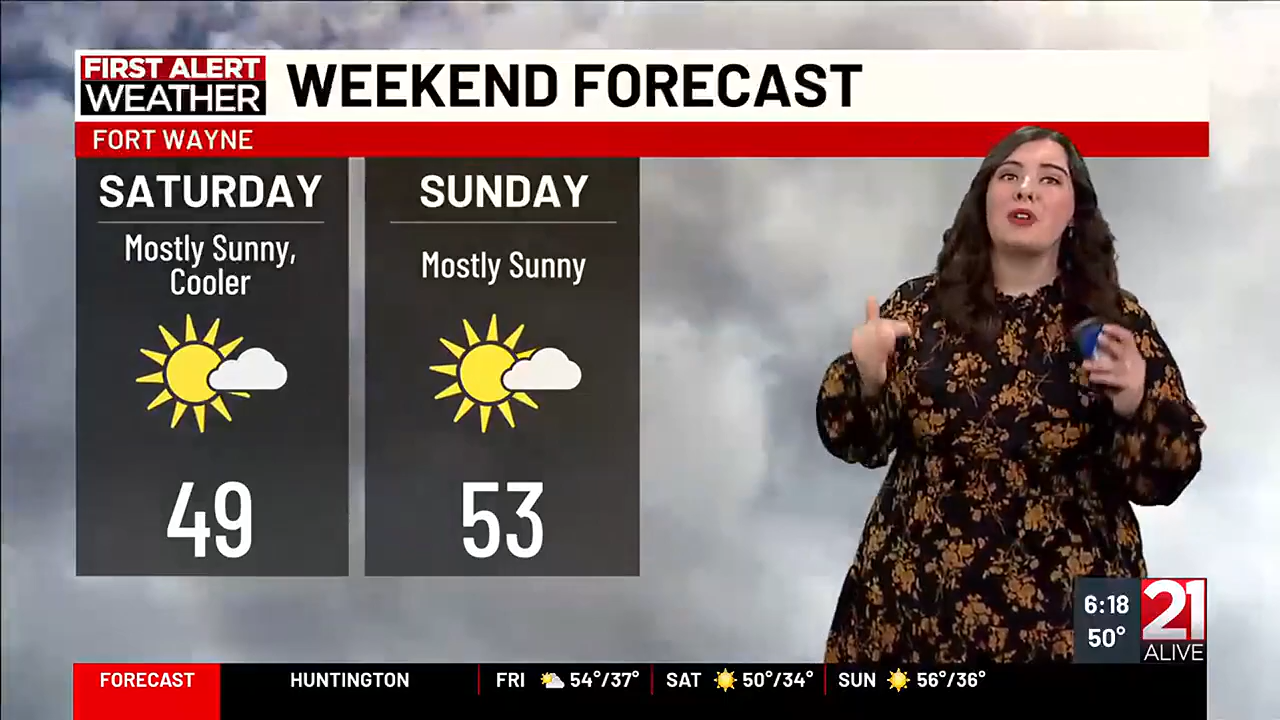 FIRST ALERT
WEATHER
WEEKEND FORECAST
FORT WAYNE
SATURDAY
Mostly Sunny,
Cooler
49
SUNDAY
Mostly Sunny
53
6:18
50°
21
ALIVE
FORECAST HUNTINGTON FRI 54°/37° SAT 50°/34° SUN 56°/36°